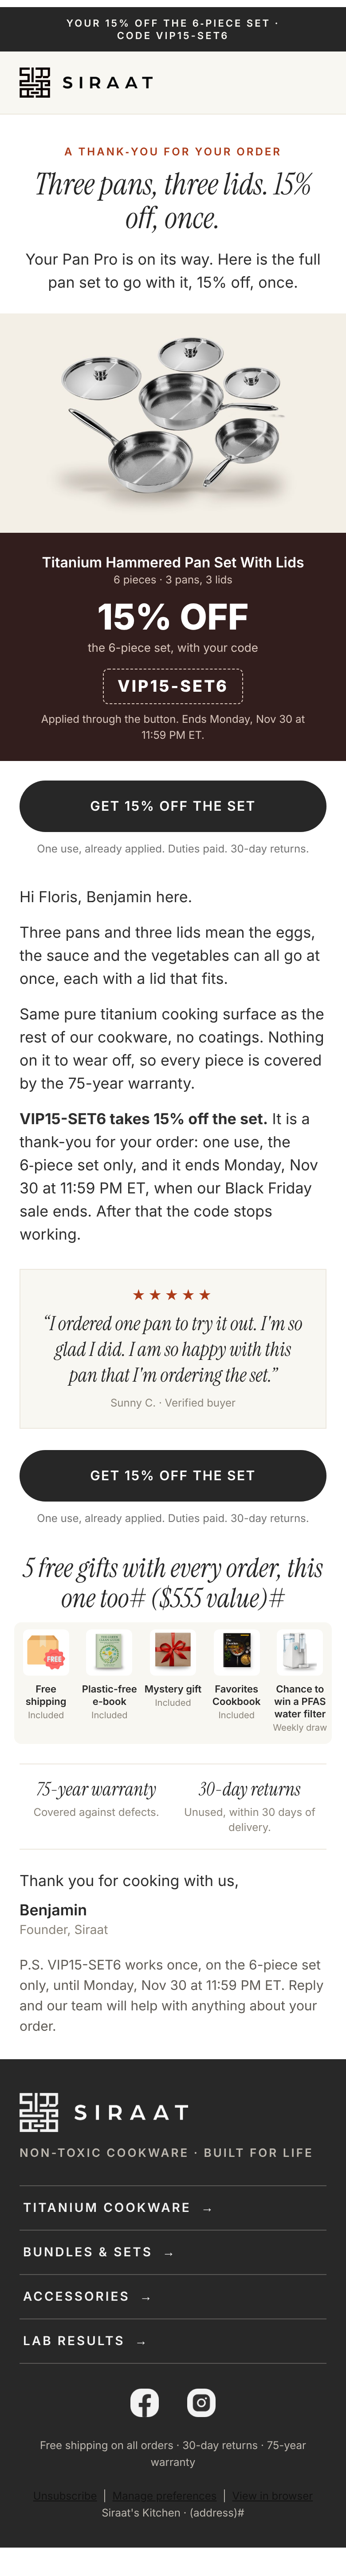 YOUR 15% OFF THE 6-PIECE SET ·
CODE VIP15-SET6
SIRAAT
A THANK-YOU FOR YOUR ORDER
Three pans, three lids. 15%
off, once.
Your Pan Pro is on its way. Here is the full
pan set to go with it, 15% off, once.
Titanium Hammered Pan Set With Lids
6 pieces · 3 pans, 3 lids
15% OFF
the 6-piece set, with your code
VIP15-SET6
Applied through the button. Ends Monday, Nov 30 at
11:59 PM ET.
GET 15% OFF THE SET
One use, already applied. Duties paid. 30-day returns.
Hi Floris, Benjamin here.
Three pans and three lids mean the eggs,
the sauce and the vegetables can all go at
once, each with a lid that fits.
Same pure titanium cooking surface as the
rest of our cookware, no coatings. Nothing
on it to wear off, so every piece is covered
by the 75-year warranty.
VIP15-SET6 takes 15% off the set. It is a
thank-you for your order: one use, the
6-piece set only, and it ends Monday, Nov
30 at 11:59 PM ET, when our Black Friday
sale ends. After that the code stops
working.
★★★★★
“I ordered one pan to try it out. I'm so
glad I did. I am so happy with this
pan that I'm ordering the set.”
Sunny C. · Verified buyer
GET 15% OFF THE SET
One use, already applied. Duties paid. 30-day returns.
5 free gifts with every order, this
one too# ($555 value)#
FREE
Free
shipping
Included
Plastic-free
e-book
Included
Mystery gift
Included
Favorites
Cookbook
Included
Chance to
win a PFAS
water filter
Weekly draw
75-year warranty
Covered against defects.
30-day returns
Unused, within 30 days of
delivery.
Thank you for cooking with us,
Benjamin
Founder, Siraat
P.S. VIP15-SET6 works once, on the 6-piece set
only, until Monday, Nov 30 at 11:59 PM ET. Reply
and our team will help with anything about your
order.
SIRAAT
NON-TOXIC COOKWARE · BUILT FOR LIFE
TITANIUM COOKWARE →
BUNDLES & SETS →
ACCESSORIES →
LAB RESULTS →
Free shipping on all orders · 30-day returns · 75-year
warranty
Unsubscribe | Manage preferences | View in browser
Siraat's Kitchen · (address)#